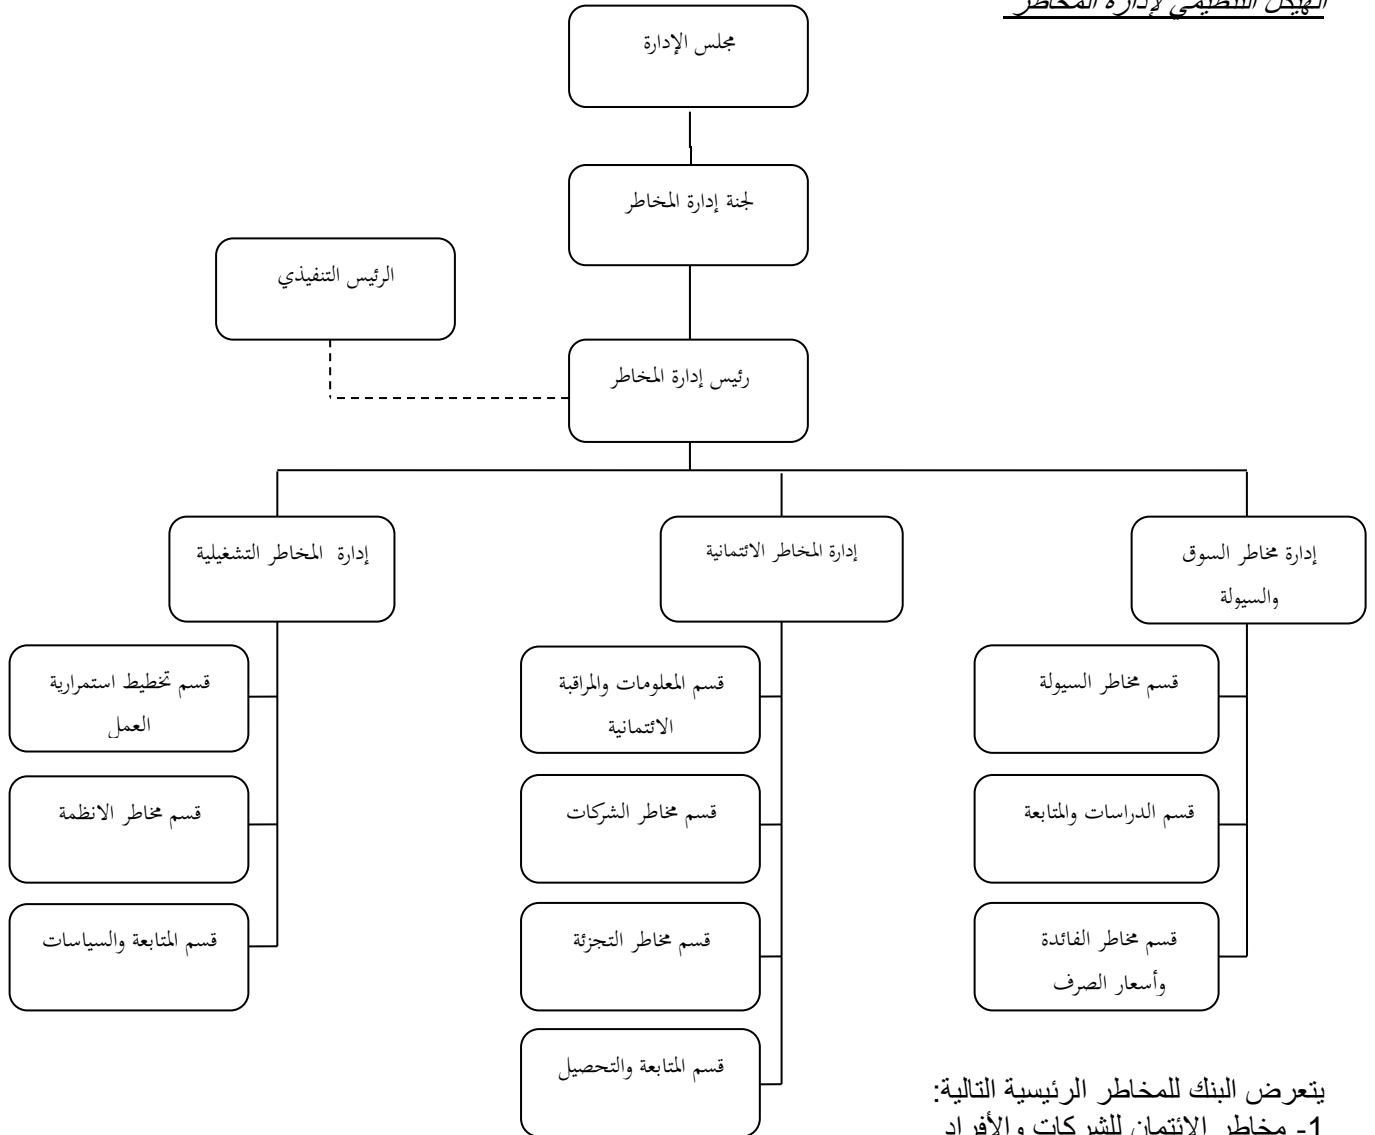 الهيكل التنظيمي لإدارة المخاطر
مجلس الإدارة
لجنة إدارة المخاطر
الرئيس التنفيذي
رئيس إدارة المخاطر
إدارة مخاطر السوق
والسيولة
إدارة المخاطر الائتمانية
إدارة المخاطر التشغيلية
قسم مخاطر السيولة
قسم الدراسات والمتابعة
قسم مخاطر الفائدة
وأسعار الصرف
قسم المعلومات والمراقبة
الائتمانية
قسم مخاطر الشركات
قسم مخاطر التجزئة
قسم المتابعة والتحصيل
قسم تخطيط استمرارية
العمل
قسم مخاطر الانظمة
قسم المتابعة والسياسات
يتعرض البنك للمخاطر الرئيسية التالية:
1- مخاطر الائتمان للشركات والأفراد